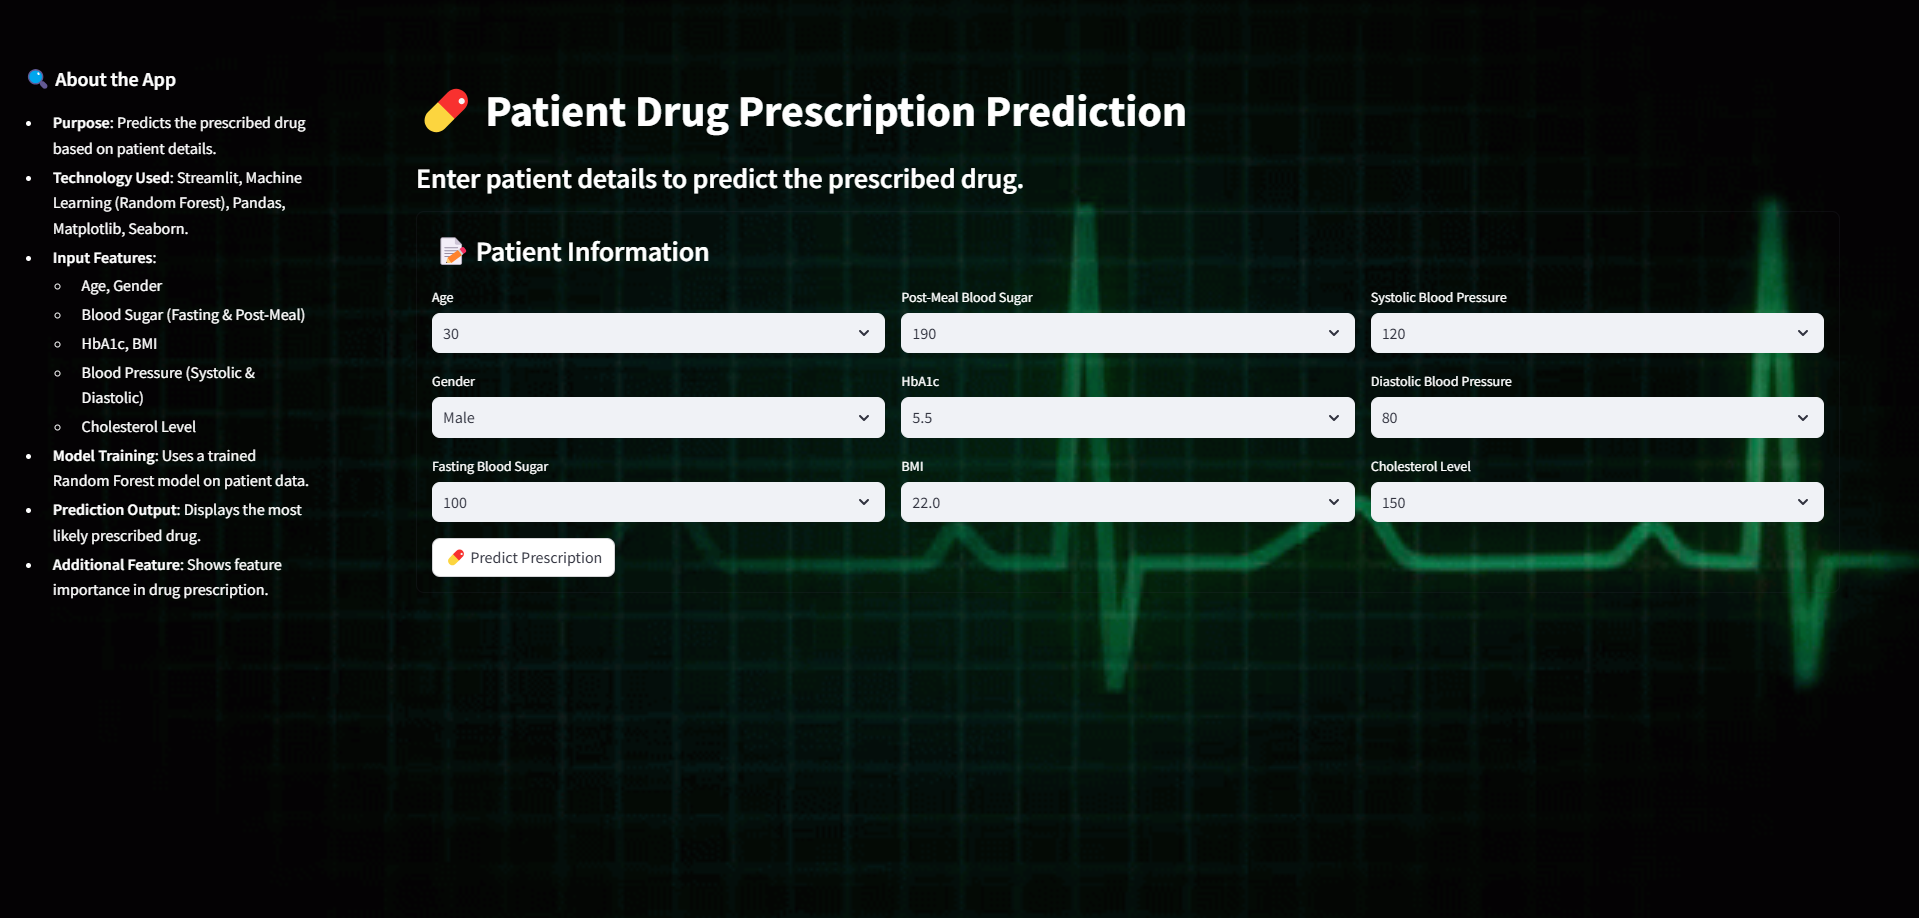 About the App
Purpose: Predicts the prescribed drug
based on patient details.
Technology Used: Streamlit, Machine
Learning (Random Forest), Pandas,
Matplotlib, Seaborn.
Input Features:
Age, Gender
Blood Sugar (Fasting & Post-Meal)
HbA1c, BMI
Blood Pressure (Systolic &
Diastolic)
Cholesterol Level
Model Training: Uses a trained
Random Forest model on patient data.
Prediction Output: Displays the most
likely prescribed drug.
Additional Feature: Shows feature
importance in drug prescription.
Patient Drug Prescription Prediction
Enter patient details to predict the prescribed drug.
Patient Information
Age
30
Gender
Male
Fasting Blood Sugar
100
Post-Meal Blood Sugar
190
HbA1c
5.5
BMI
22.0
Systolic Blood Pressure
120
Diastolic Blood Pressure
80
Cholesterol Level
150
Predict Prescription